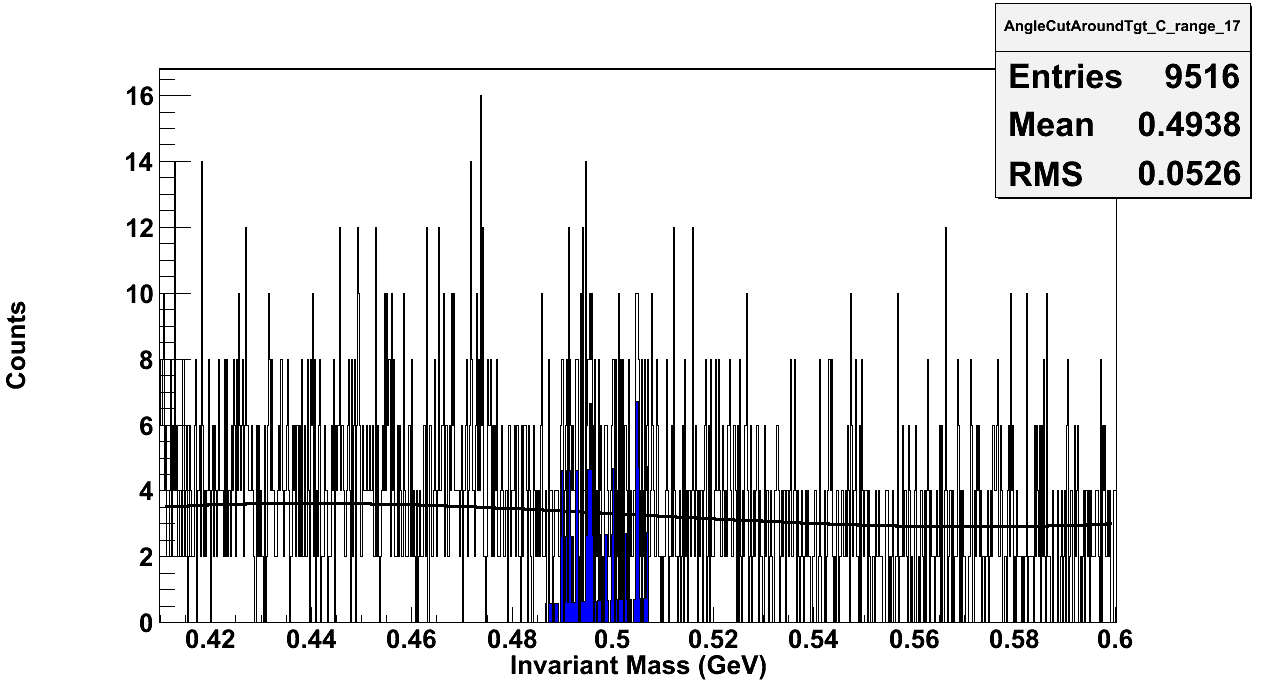 AngleCutAroundTgt_C_range_17
Entries 9516
Mean 0.4938
RMS 0.0526
16
14
12
10
8
6
4
2
0
Counts
0.42 0.44 0.46 0.48 0.5 0.52 0.54 0.56 0.58 0.6
Invariant Mass (GeV)